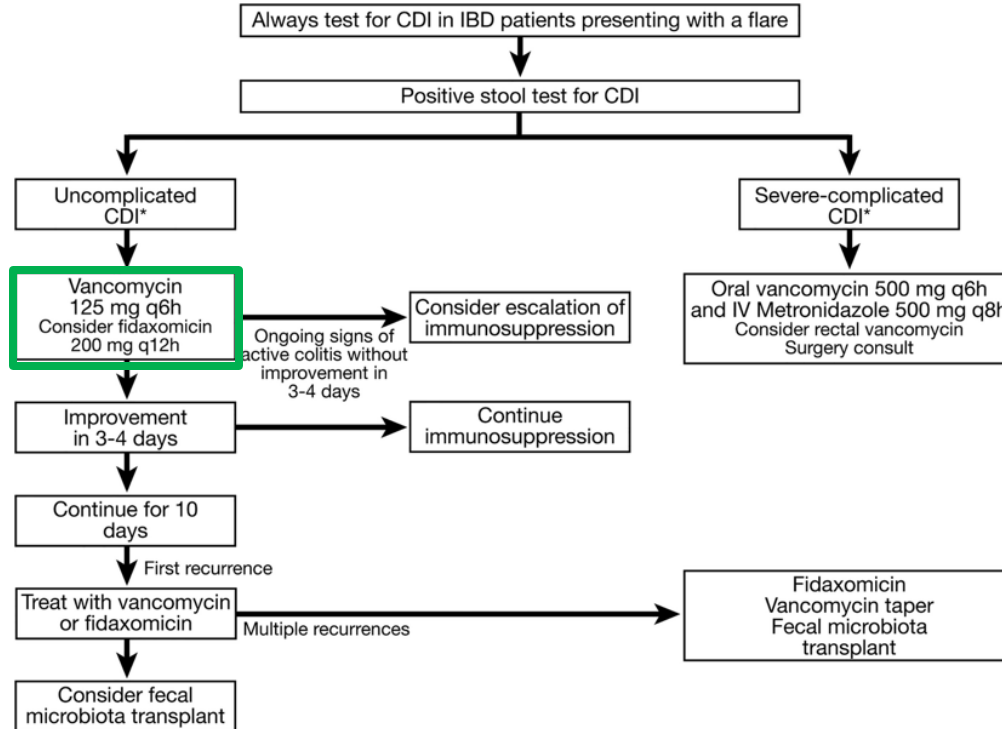 Always test for CDI in IBD patients presenting with a flare
Positive stool test for CDI
Uncomplicated
CDI*
Severe-complicated
CDI*
Vancomycin
125 mg q6h
Consider fidaxomicin
200 mg q12h
Ongoing signs of
active colitis without
improvement in
3-4 days
Consider escalation of
immunosuppression
Oral vancomycin 500 mg q6h
and IV Metronidazole 500 mg q8h
Consider rectal vancomycin
Surgery consult
Improvement
in 3-4 days
Continue
immunosuppression
Continue for 10
days
First recurrence
Treat with vancomycin
or fidaxomicin
Multiple recurrences
Fidaxomicin
Vancomycin taper
Fecal microbiota
transplant
Consider fecal
microbiota transplant